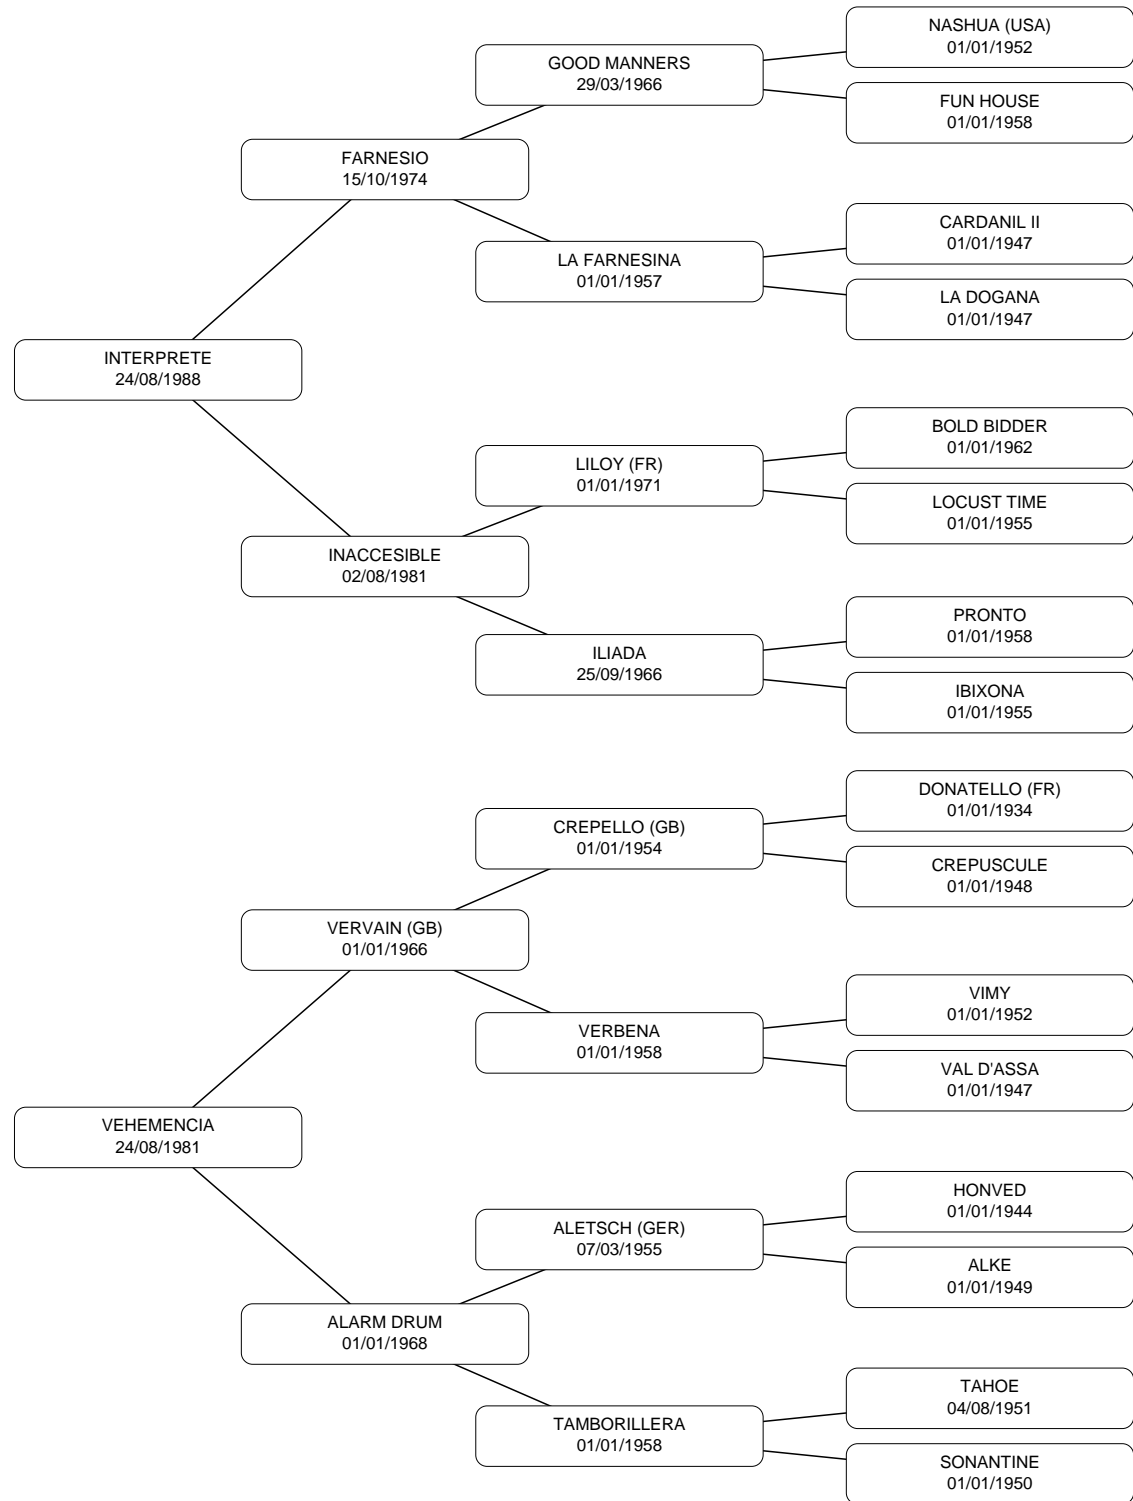 NASHUA (USA)
01/01/1952
GOOD MANNERS
29/03/1966
FUN HOUSE
01/01/1958
FARNESIO
15/10/1974
CARDANIL II
01/01/1947
LA FARNESINA
01/01/1957
LA DOGANA
01/01/1947
INTERPRETE
24/08/1988
BOLD BIDDER
01/01/1962
LILOY (FR)
01/01/1971
LOCUST TIME
01/01/1955
INACCESIBLE
02/08/1981
PRONTO
01/01/1958
ILIADA
25/09/1966
IBIXONA
01/01/1955
DONATELLO (FR)
01/01/1934
CREPELLO (GB)
01/01/1954
CREPUSCULE
01/01/1948
VERVAIN (GB)
01/01/1966
VIMY
01/01/1952
VERBENA
01/01/1958
VAL D'ASSA
01/01/1947
VEHEMENCIA
24/08/1981
HONVED
01/01/1944
ALETSCH (GER)
07/03/1955
ALKE
01/01/1949
ALARM DRUM
01/01/1968
TAHOE
04/08/1951
TAMBORILLERA
01/01/1958
SONANTINE
01/01/1950